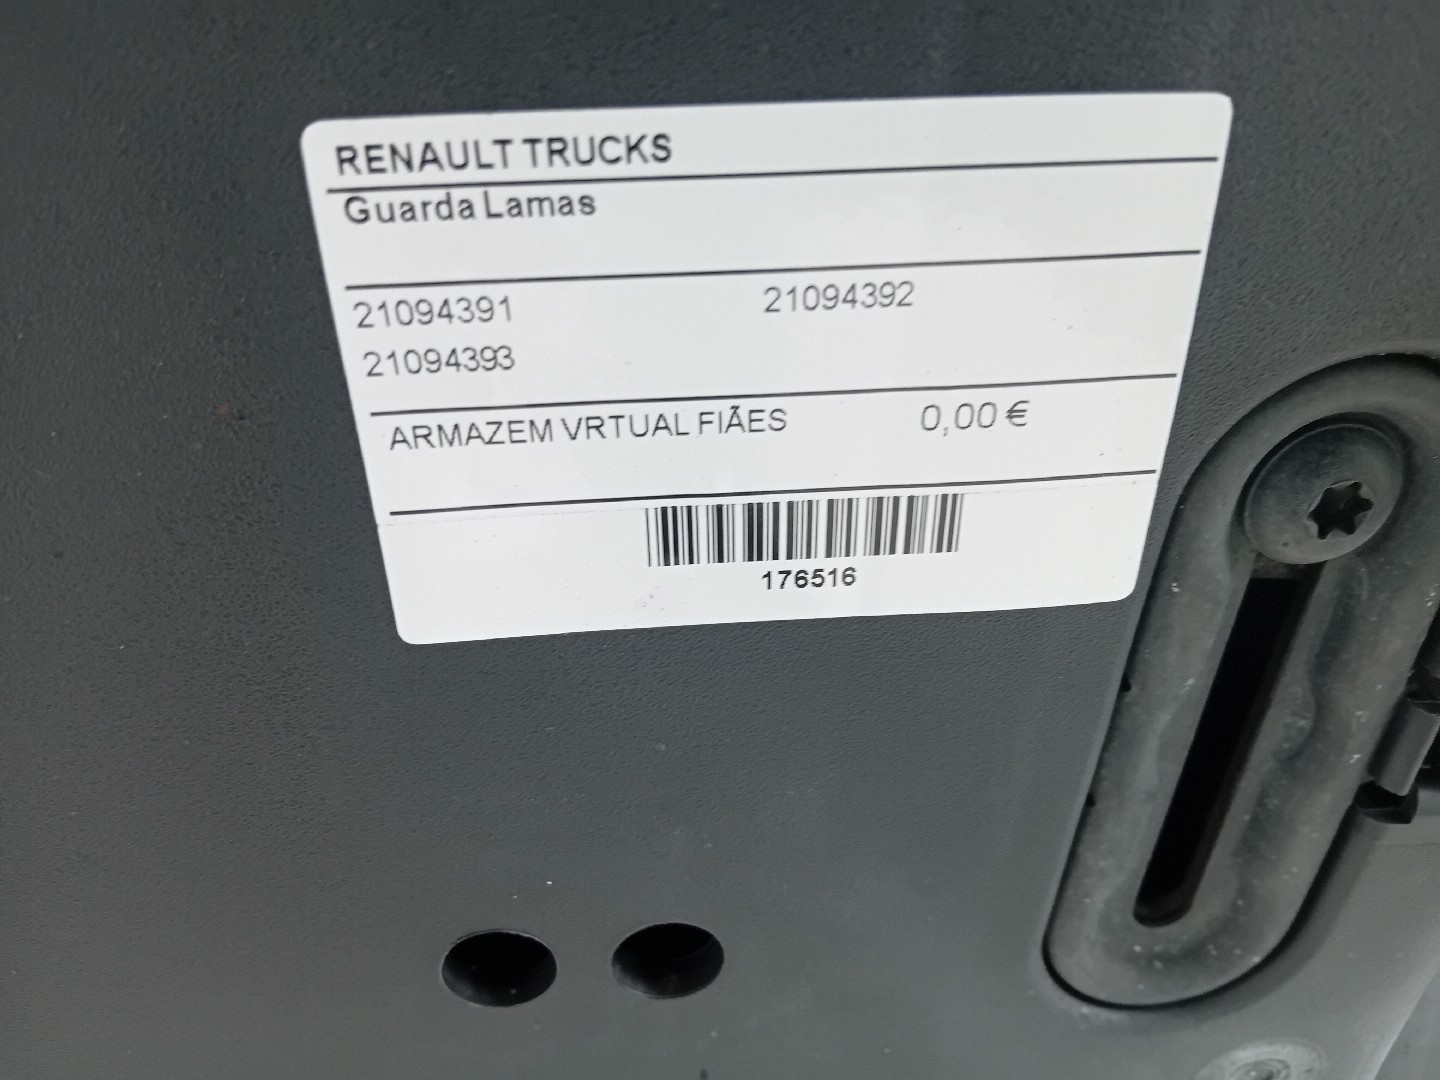 RENAULT TRUCKS
Guarda Lamas
21094391 21094392
21094393
ARMAZEM VRTUAL FIÃES 0,00 €
176516